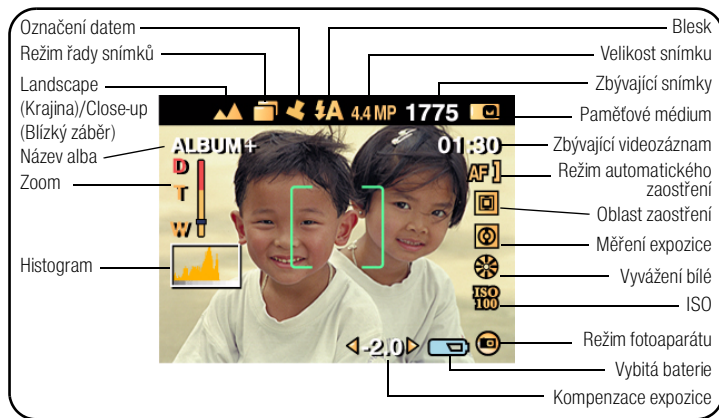 Označení datem
Režim řady snímků
Landscape
(Krajina)/Close-up
(Blízký záběr)
Název alba
Zoom
Histogram
Blesk
Velikost snímku
Zbývající snímky
Paměťové médium
Zbývající videozáznam
Režim automatického
zaostření
Oblast zaostření
Měření expozice
Vyvážení bílé
ISO
Režim fotoaparátu
Vybitá baterie
Kompenzace expozice
A 4.4 MP 1775
ALBUM+ 01:30
D
T
W
AF
ISO
100
-2.0